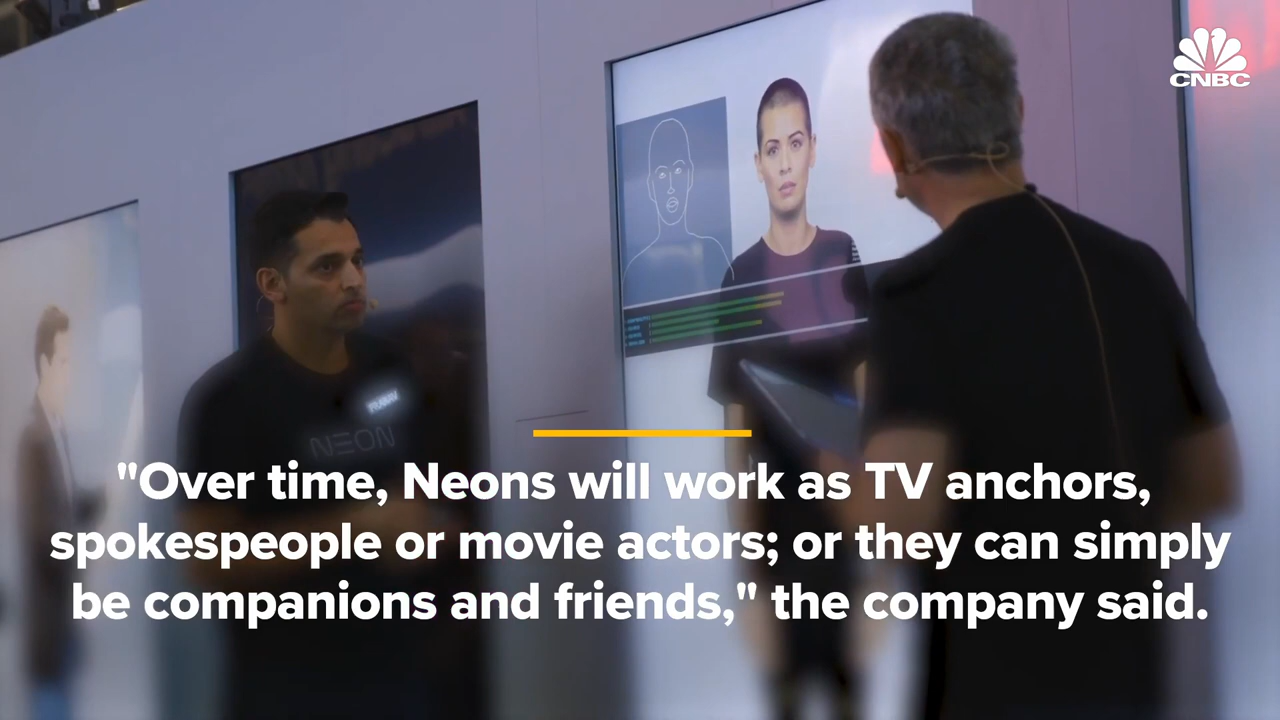 CNBC
NEON
"Over time, Neons will work as TV anchors,
spokespeople or movie actors; or they can simply
be companions and friends," the company said.